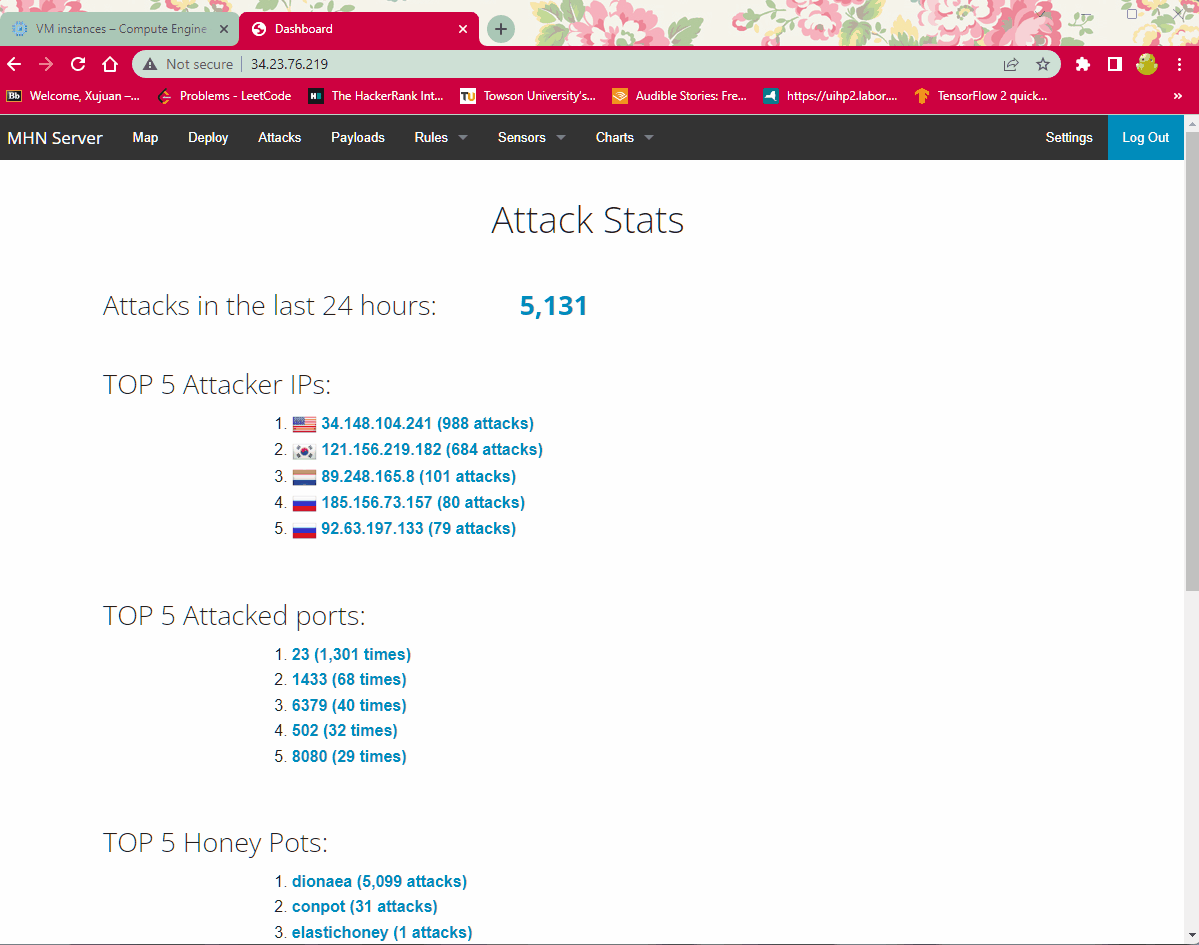 VM instances – Compute Engine
Dashboard
Not secure 34.23.76.219
Welcome, Xujuan –... Problems - LeetCode The HackerRank Int... Towson University's... Audible Stories: Fre... https://uihp2.labor.... TensorFlow 2 quick... »
MHN Server Map Deploy Attacks Payloads Rules Sensors Charts Settings Log Out
Attack Stats
Attacks in the last 24 hours: 5,131
TOP 5 Attacker IPs:
1. 34.148.104.241 (988 attacks)
2. 121.156.219.182 (684 attacks)
3. 89.248.165.8 (101 attacks)
4. 185.156.73.157 (80 attacks)
5. 92.63.197.133 (79 attacks)
TOP 5 Attacked ports:
1. 23 (1,301 times)
2. 1433 (68 times)
3. 6379 (40 times)
4. 502 (32 times)
5. 8080 (29 times)
TOP 5 Honey Pots:
1. dionaea (5,099 attacks)
2. conpot (31 attacks)
3. elastichoney (1 attacks)